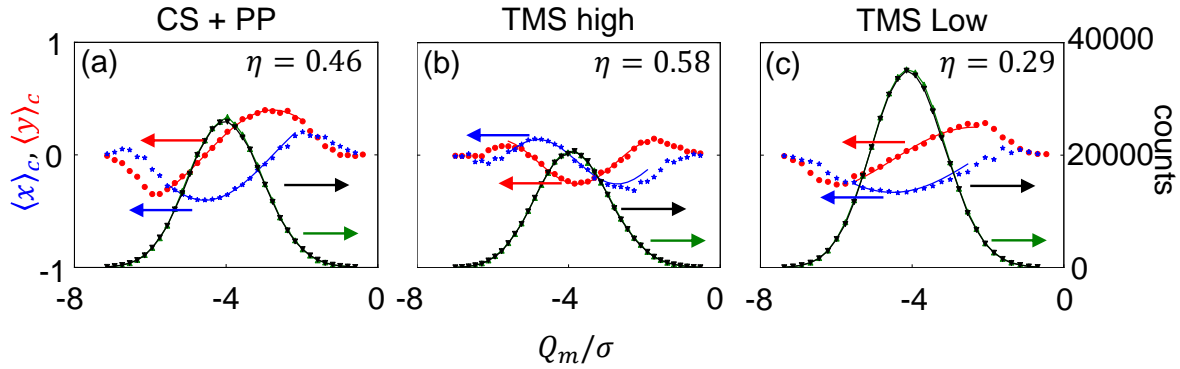 CS + PP
TMS high
TMS Low
1
0
-1
⟨x⟩c, ⟨y⟩c
(a)
η = 0.46
(b)
η = 0.58
(c)
η = 0.29
40000
20000
0
counts
-8
-4
0
-8
-4
0
-8
-4
0
Qm/σ